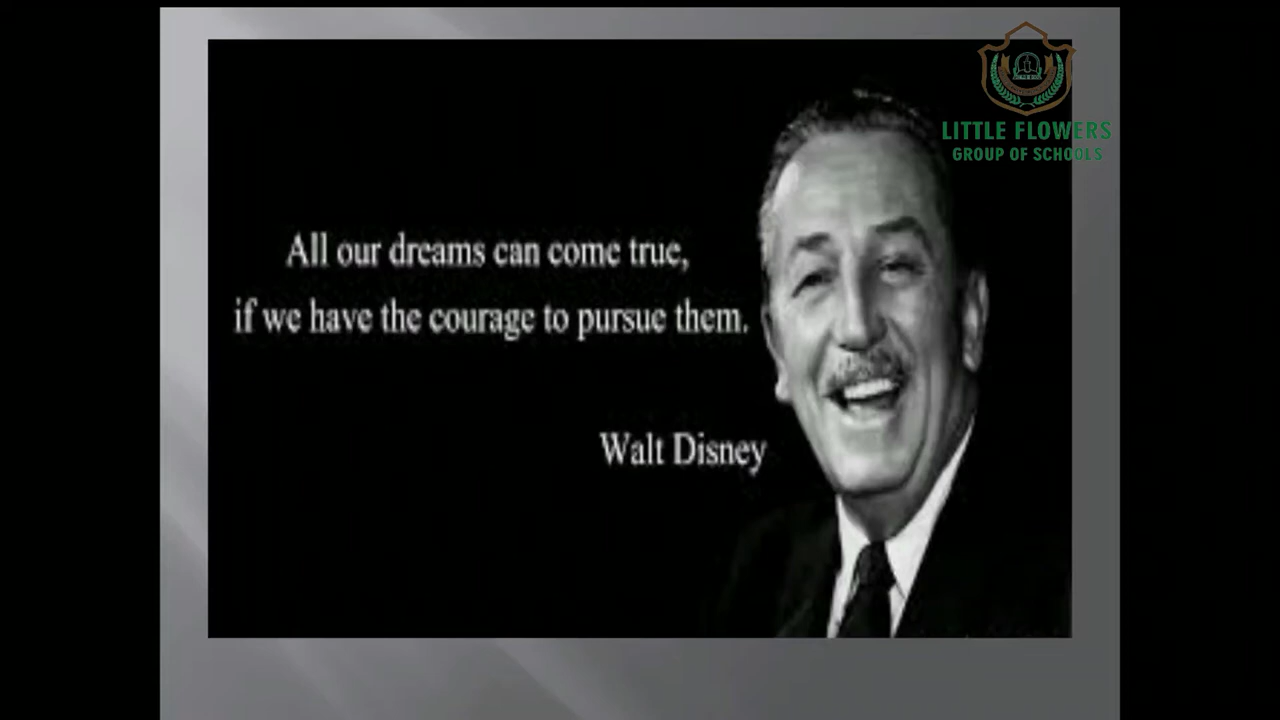 LITTLE FLOWERS
GROUP OF SCHOOLS
All our dreams can come true,
if we have the courage to pursue them.
Walt Disney